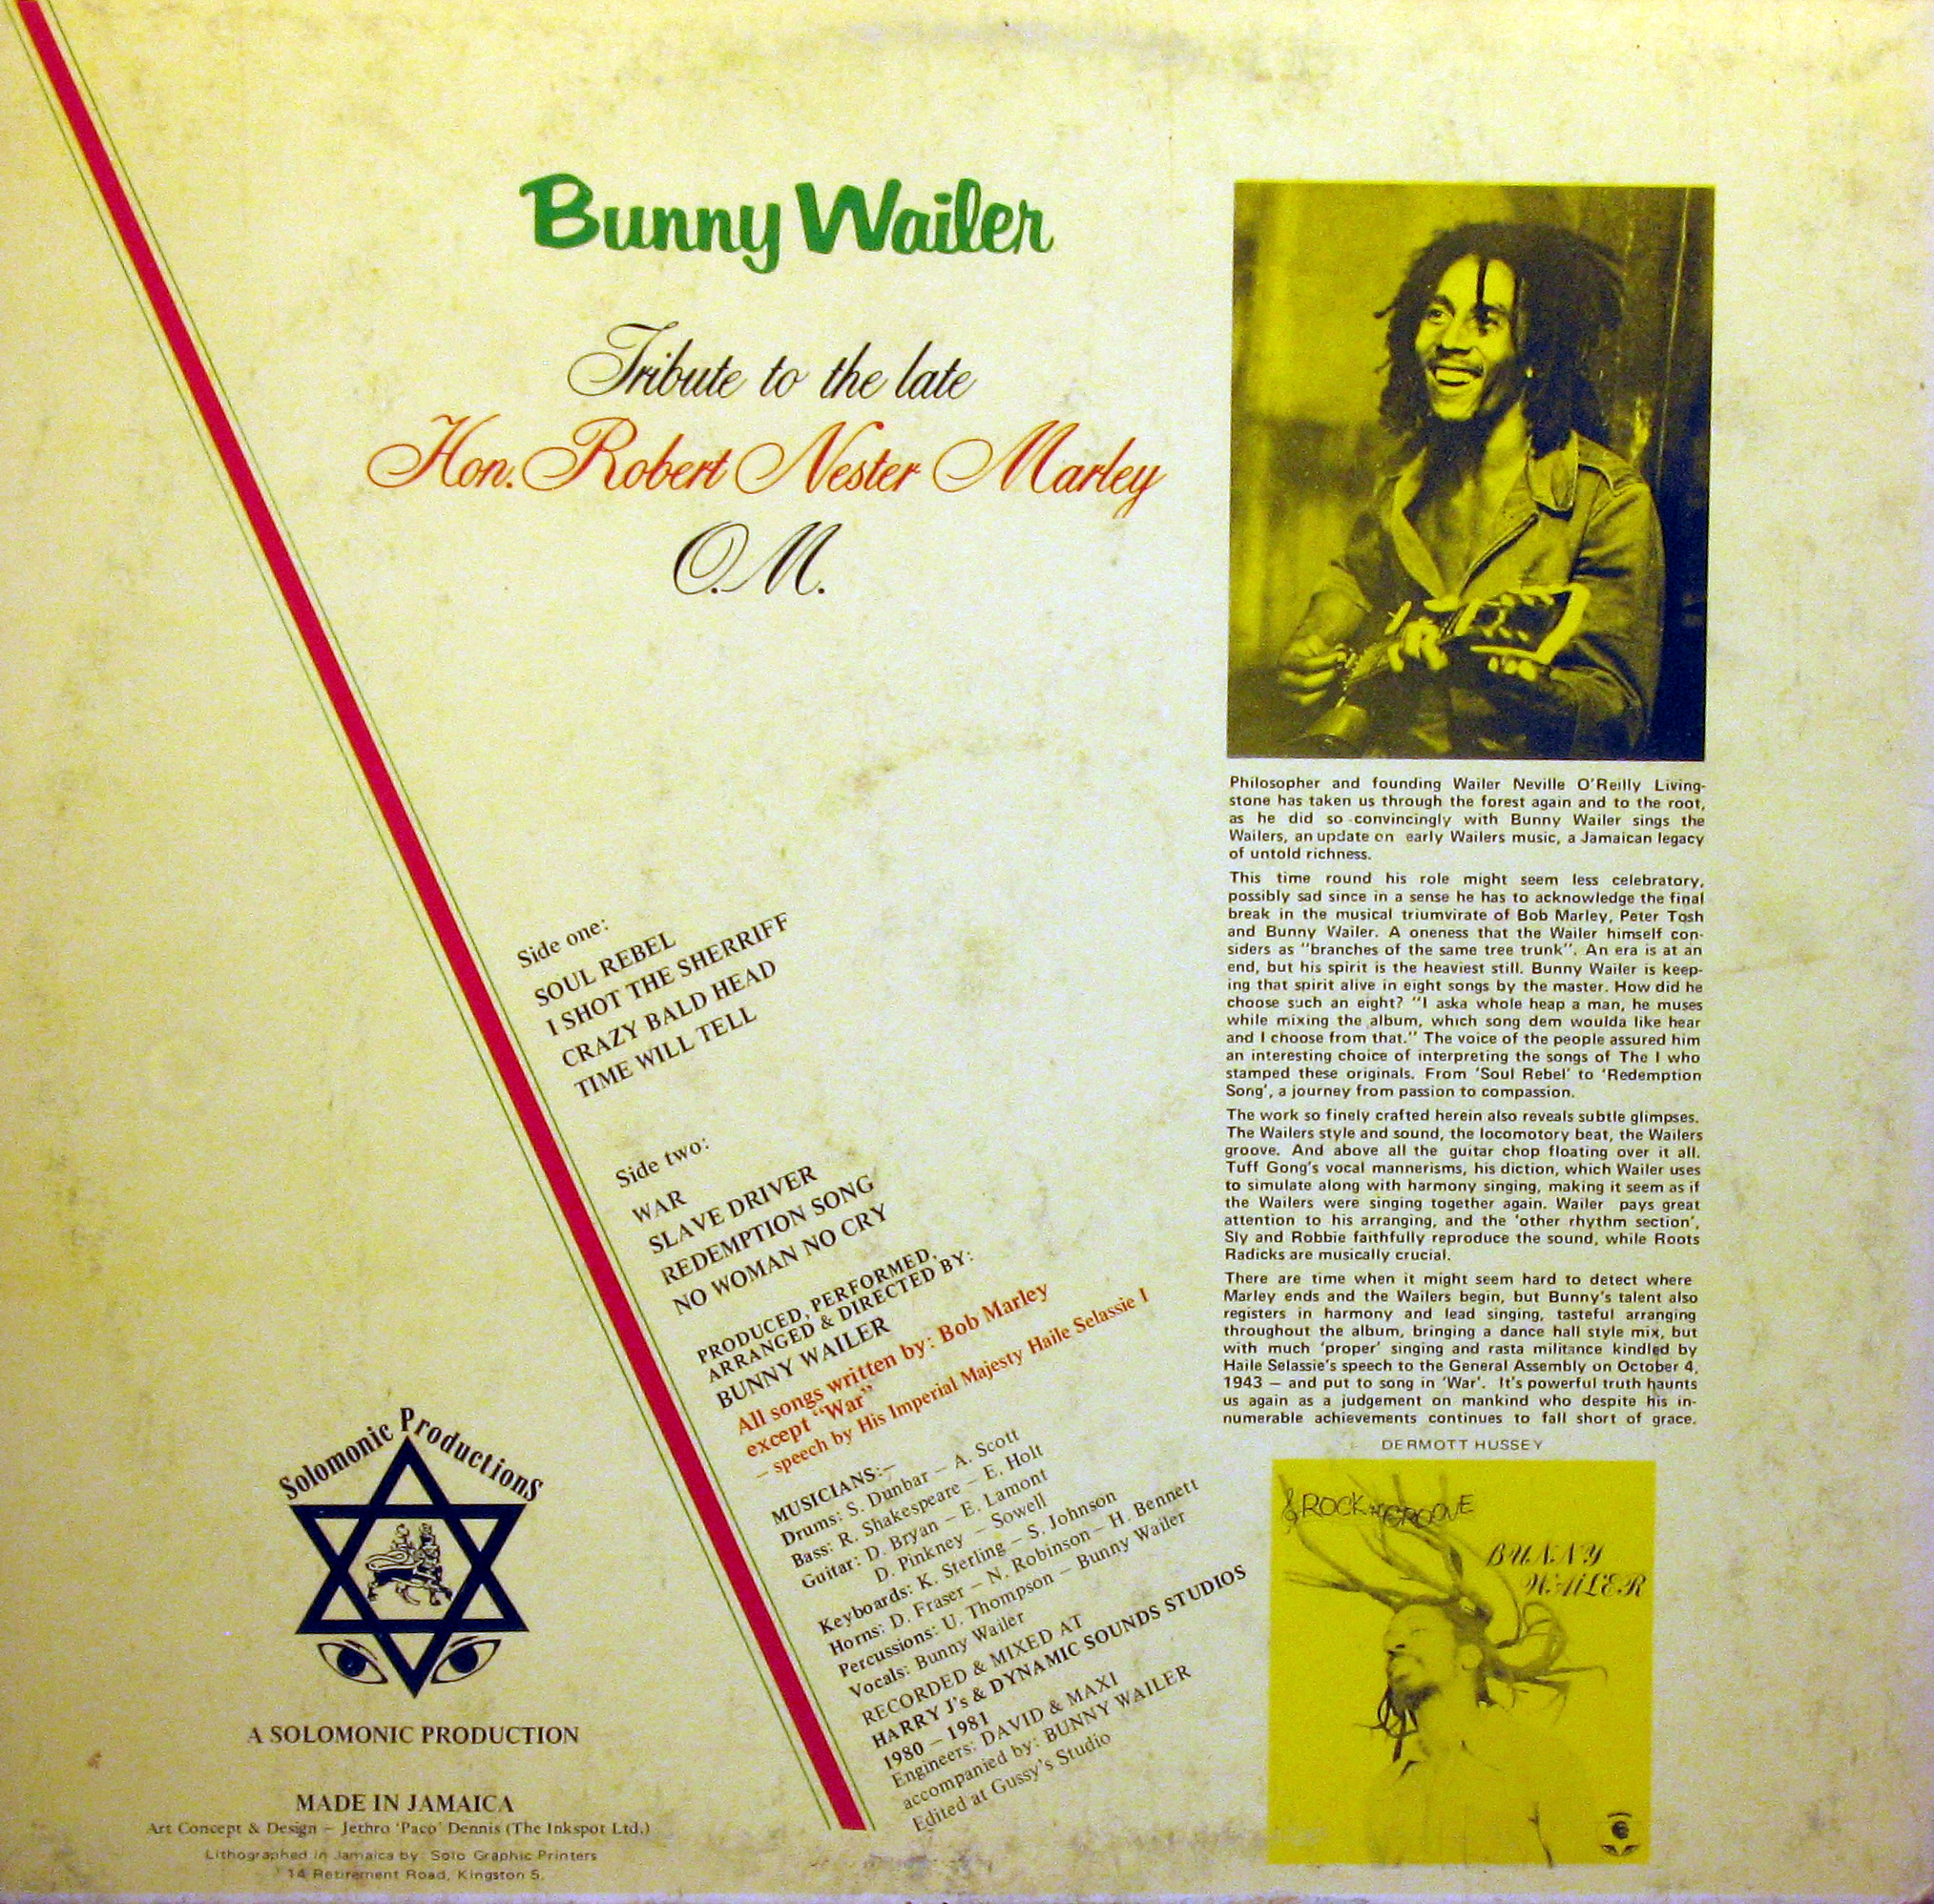 Bunny Wailer
Tribute to the late
Hon. Robert Nester Marley
O.M.
Side one:
SOUL REBEL
I SHOT THE SHERRIFF
CRAZY BALD HEAD
TIME WILL TELL
Side two:
WAR
SLAVE DRIVER
REDEMPTION SONG
NO WOMAN NO CRY
PRODUCED, PERFORMED,
ARRANGED & DIRECTED BY:
BUNNY WAILER
All songs written by: Bob Marley
except "War"
– speech by His Imperial Majesty Haile Selassie I
MUSICIANS:–
Drums: S. Dunbar – A. Scott
Bass: R. Shakespeare – E. Holt
Guitar: D. Bryan – E. Lamont
D. Pinkney – Sowell
Keyboards: K. Sterling – S. Johnson
Horns: D. Fraser – N. Robinson – H. Bennett
Percussions: U. Thompson – Bunny Wailer
Vocals: Bunny Wailer
RECORDED & MIXED AT
HARRY J's & DYNAMIC SOUNDS STUDIOS
1980 – 1981
Engineers: DAVID & MAXI
accompanied by: BUNNY WAILER
Edited at Gussy's Studio
Solomonic ProductionS
A SOLOMONIC PRODUCTION
MADE IN JAMAICA
Art Concept & Design – Jethro 'Paco' Dennis (The Inkspot Ltd.)
Lithographed in Jamaica by: Solo Graphic Printers
14 Retirement Road, Kingston 5.
Philosopher and founding Wailer Neville O'Reilly Living-
stone has taken us through the forest again and to the root,
as he did so convincingly with Bunny Wailer sings the
Wailers, an update on early Wailers music, a Jamaican legacy
of untold richness.
This time round his role might seem less celebratory,
possibly sad since in a sense he has to acknowledge the final
break in the musical triumvirate of Bob Marley, Peter Tosh
and Bunny Wailer. A oneness that the Wailer himself con-
siders as "branches of the same tree trunk". An era is at an
end, but his spirit is the heaviest still. Bunny Wailer is keep-
ing that spirit alive in eight songs by the master. How did he
choose such an eight? "I aska whole heap a man, he muses
while mixing the album, which song dem woulda like hear
and I choose from that." The voice of the people assured him
an interesting choice of interpreting the songs of The I who
stamped these originals. From 'Soul Rebel' to 'Redemption
Song', a journey from passion to compassion.
The work so finely crafted herein also reveals subtle glimpses.
The Wailers style and sound, the locomotory beat, the Wailers
groove. And above all the guitar chop floating over it all.
Tuff Gong's vocal mannerisms, his diction, which Wailer uses
to simulate along with harmony singing, making it seem as if
the Wailers were singing together again. Wailer pays great
attention to his arranging, and the 'other rhythm section',
Sly and Robbie faithfully reproduce the sound, while Roots
Radicks are musically crucial.
There are time when it might seem hard to detect where
Marley ends and the Wailers begin, but Bunny's talent also
registers in harmony and lead singing, tasteful arranging
throughout the album, bringing a dance hall style mix, but
with much 'proper' singing and rasta militance kindled by
Haile Selassie's speech to the General Assembly on October 4,
1943 – and put to song in 'War'. It's powerful truth haunts
us again as a judgement on mankind who despite his in-
numerable achievements continues to fall short of grace.
DERMOTT HUSSEY
ROCK N GROOVE
BUNNY
WAILER